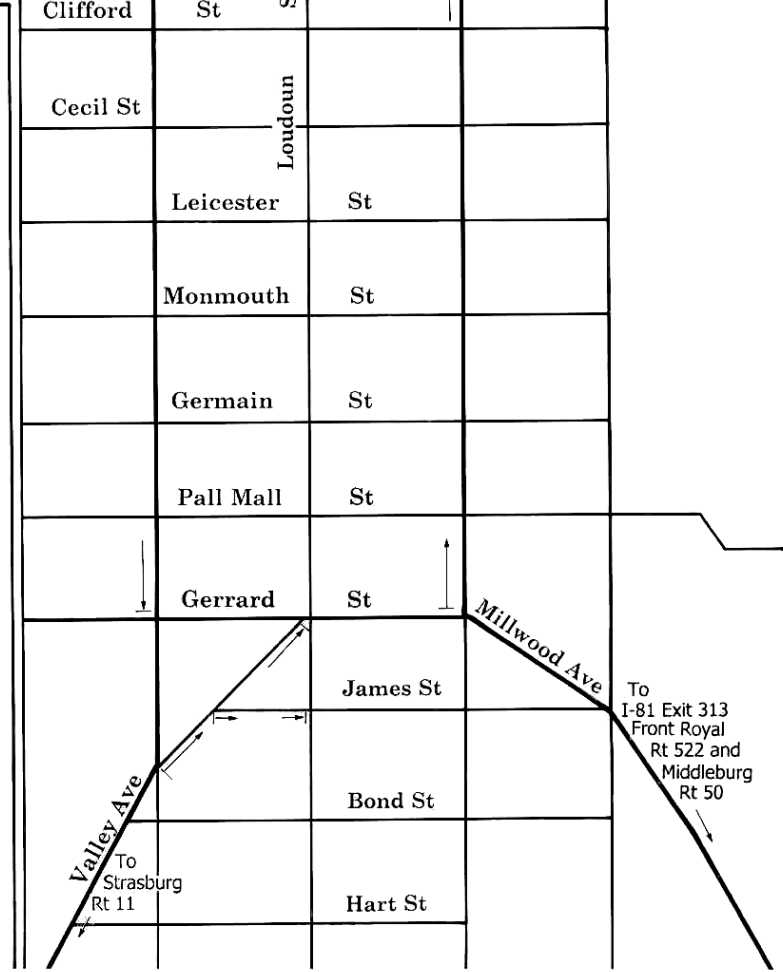 Clifford St
S
Cecil St
Loudoun
Leicester St
Monmouth St
Germain St
Pall Mall St
Gerrard St
Millwood Ave
James St
To
I-81 Exit 313
Front Royal
Rt 522 and
Middleburg
Rt 50
Valley Ave
Bond St
To
Strasburg
Rt 11
Hart St